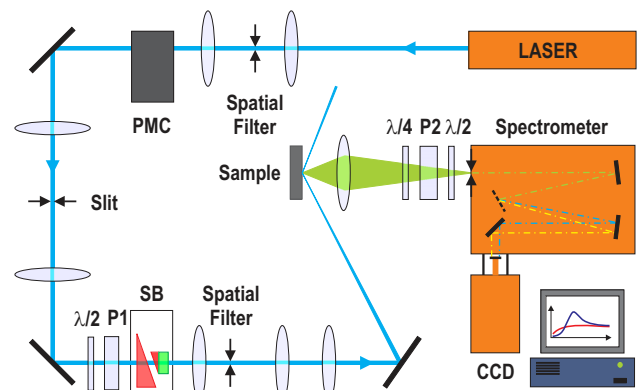 LASER
PMC
Spatial
Filter
λ/4 P2 λ/2
Spectrometer
Sample
Slit
λ/2 P1
SB
Spatial
Filter
CCD